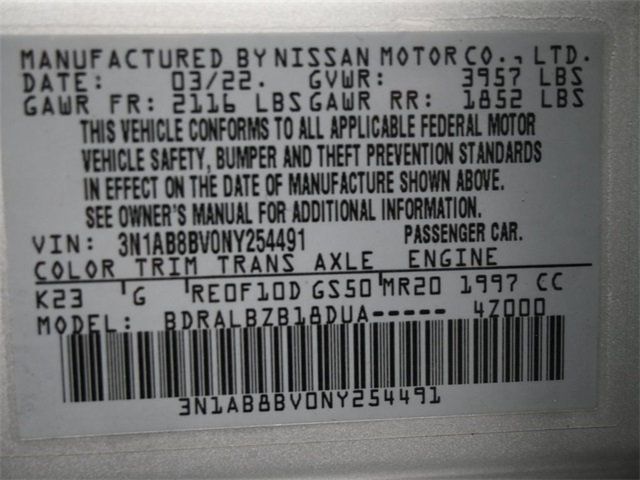 MANUFACTURED BY NISSAN MOTOR CO., LTD.
DATE: 03/22. GVWR: 3957 LBS
GAWR FR: 2116 LBS GAWR RR: 1852 LBS
THIS VEHICLE CONFORMS TO ALL APPLICABLE FEDERAL MOTOR
VEHICLE SAFETY, BUMPER AND THEFT PREVENTION STANDARDS
IN EFFECT ON THE DATE OF MANUFACTURE SHOWN ABOVE.
SEE OWNER'S MANUAL FOR ADDITIONAL INFORMATION.
VIN: 3N1AB8BV0NY254491 PASSENGER CAR.
COLOR TRIM TRANS AXLE ENGINE
K23 G RE0F10D GS50 MR20 1997 CC
MODEL: BDRALBZB18DUA----- 4Z000
3N1AB8BV0NY254491